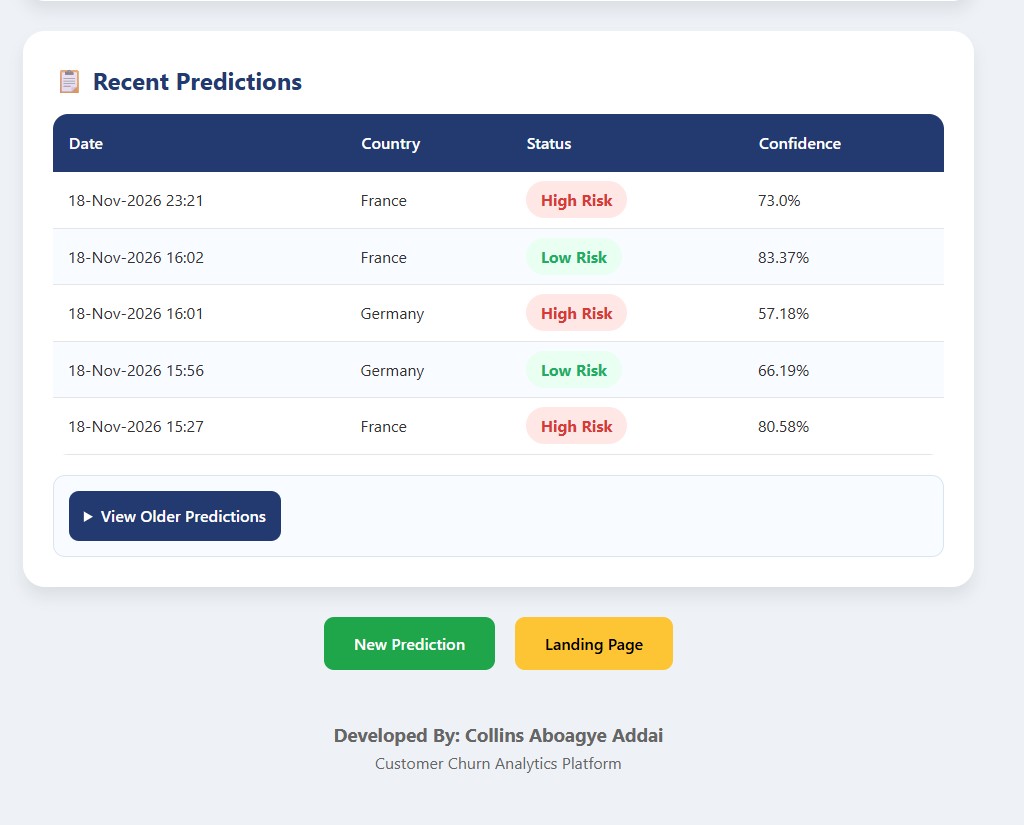 Recent Predictions
Date Country Status Confidence
18-Nov-2026 23:21 France High Risk 73.0%
18-Nov-2026 16:02 France Low Risk 83.37%
18-Nov-2026 16:01 Germany High Risk 57.18%
18-Nov-2026 15:56 Germany Low Risk 66.19%
18-Nov-2026 15:27 France High Risk 80.58%
View Older Predictions
New Prediction Landing Page
Developed By: Collins Aboagye Addai
Customer Churn Analytics Platform